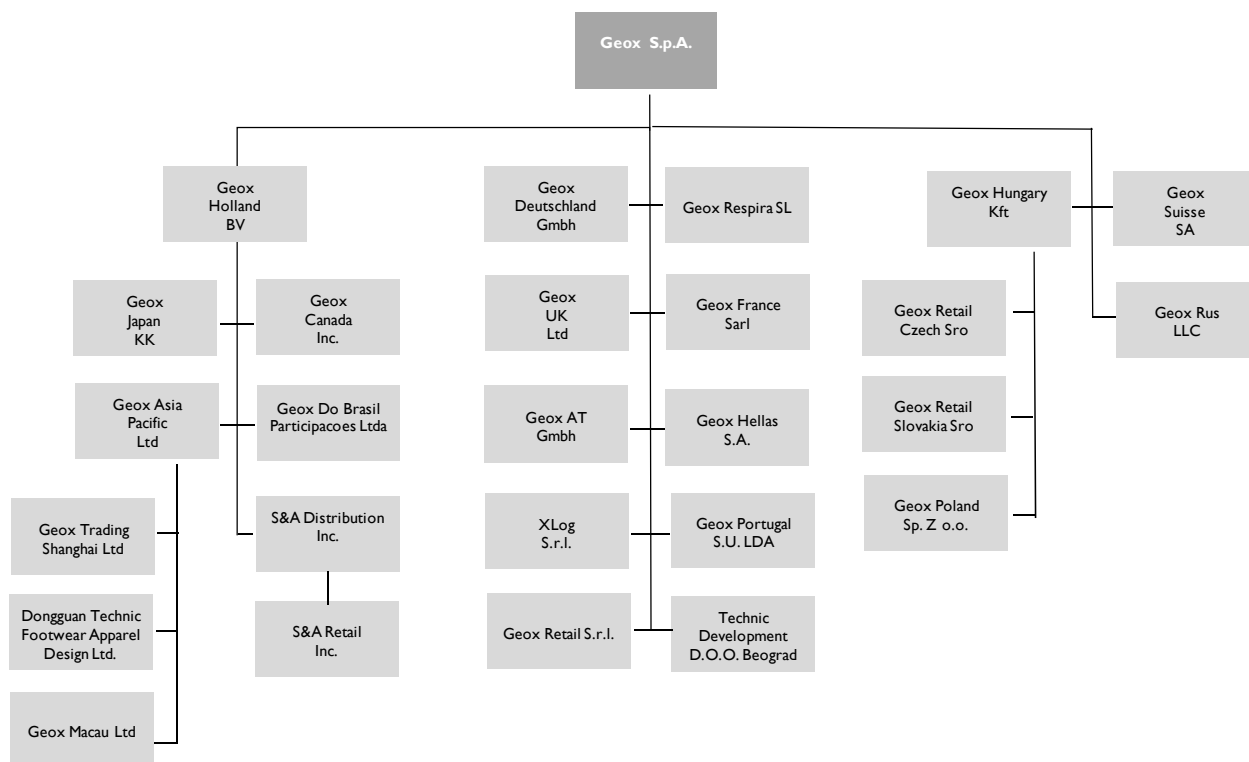 Geox S.p.A.
Geox
Holland
BV
Geox
Deutschland
Gmbh
Geox Respira SL
Geox Hungary
Kft
Geox
Suisse
SA
Geox
Japan
KK
Geox
Canada
Inc.
Geox
UK
Ltd
Geox France
Sarl
Geox Retail
Czech Sro
Geox Rus
LLC
Geox Asia
Pacific
Ltd
Geox Do Brasil
Participacoes Ltda
Geox AT
Gmbh
Geox Hellas
S.A.
Geox Retail
Slovakia Sro
Geox Trading
Shanghai Ltd
S&A Distribution
Inc.
XLog
S.r.l.
Geox Portugal
S.U. LDA
Geox Poland
Sp. Z o.o.
Dongguan Technic
Footwear Apparel
Design Ltd.
S&A Retail
Inc.
Geox Retail S.r.l.
Technic
Development
D.O.O. Beograd
Geox Macau Ltd